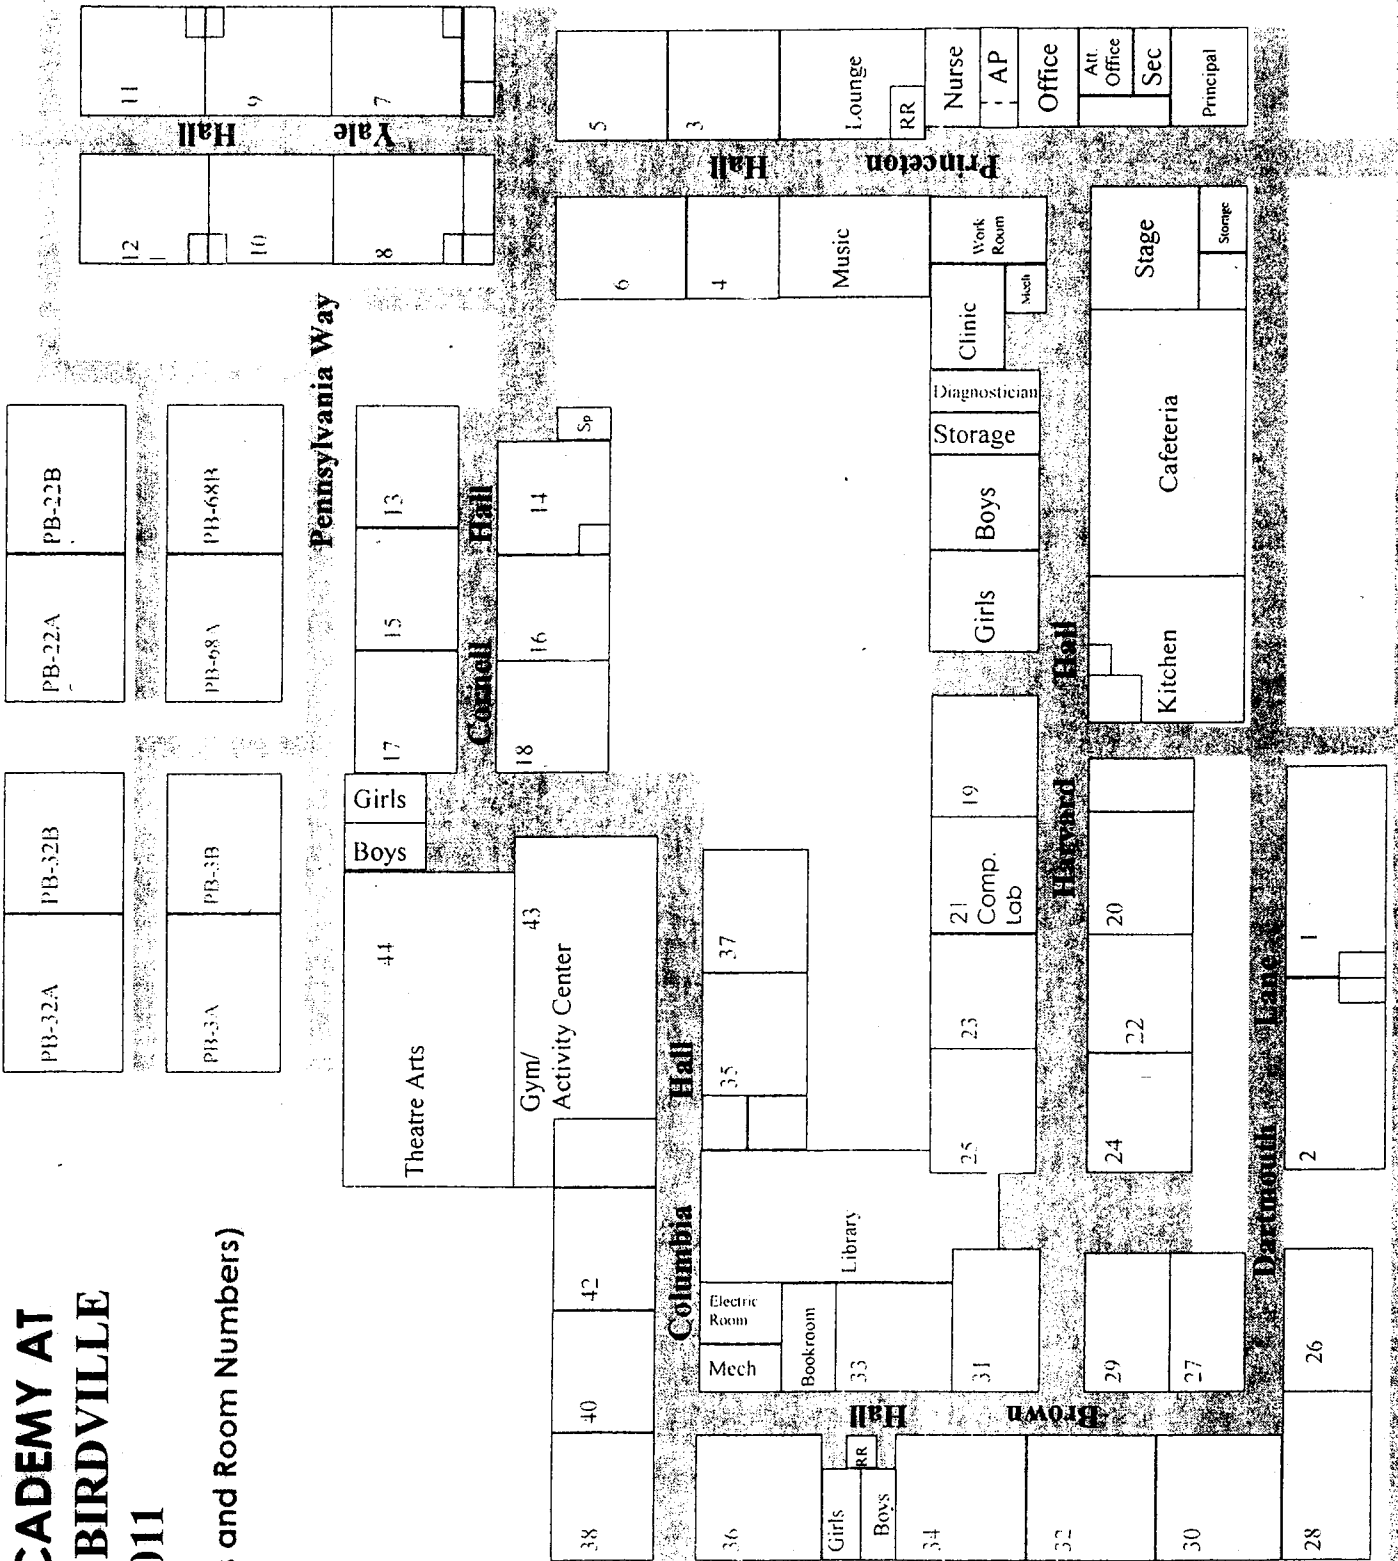 CADEMY AT
BIRDVILLE
011
and Room Numbers)
PB-32A
PB-32B
PB-22A
PB-22B
PB-3A
PB-3B
PB-68A
PB-68B
Pennsylvania Way
11
9
7
Yale
Hall
12
10
8
5
3
Lounge
RR
Nurse
AP
Office
Att.
Office
Sec
Principal
Princeton
Hall
6
4
Music
Work
Room
Clinic
Mech
Diagnostician
Storage
Boys
Girls
Stage
Storage
Cafeteria
Kitchen
17
15
13
Cornell Hall
18
16
14
Sp
Girls
Boys
44
Theatre Arts
43
Gym/
Activity Center
38
40
42
Columbia Hall
35
37
Library
Electric
Room
Mech
Bookroom
33
31
25
23
21
Comp.
Lab
19
Harvard Hall
24
22
20
29
27
Brown
Hall
36
Girls
Boys
RR
34
32
30
28
26
Dartmouth Lane
2
1